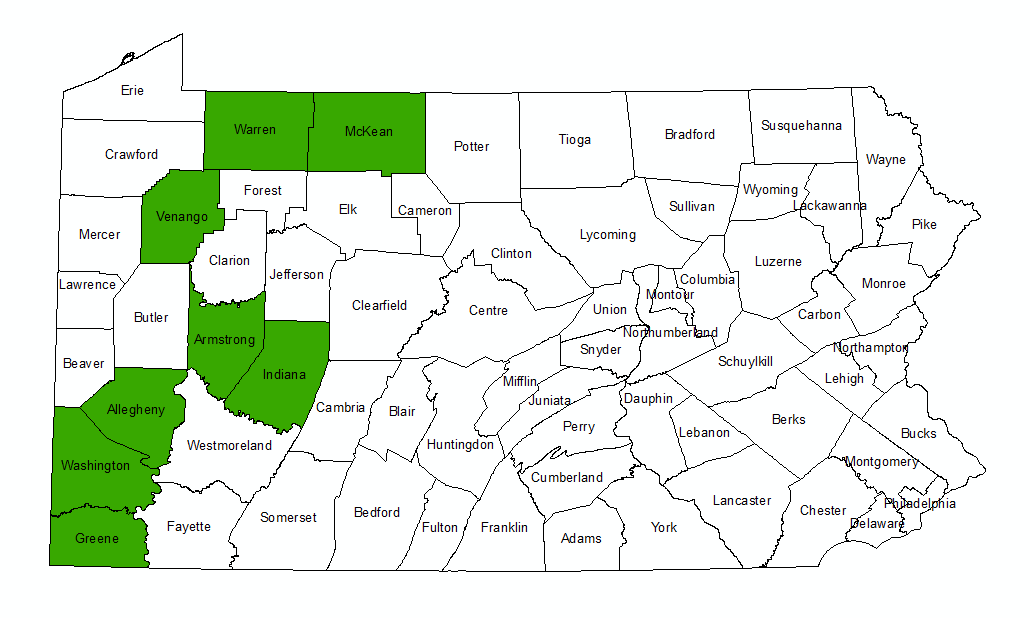 Erie
Warren
McKean
Potter
Tioga
Bradford
Susquehanna
Wayne
Crawford
Forest
Elk
Cameron
Sullivan
Wyoming
Lackawanna
Venango
Pike
Mercer
Lycoming
Clarion
Clinton
Luzerne
Jefferson
Lawrence
Columbia
Monroe
Clearfield
Centre
Union
Montour
Butler
Carbon
Armstrong
Northumberland
Snyder
Northampton
Beaver
Schuylkill
Indiana
Mifflin
Lehigh
Allegheny
Cambria
Blair
Juniata
Dauphin
Perry
Berks
Westmoreland
Huntingdon
Lebanon
Bucks
Washington
Cumberland
Montgomery
Lancaster
Philadelphia
Somerset
Bedford
Chester
Fayette
Fulton
Franklin
York
Delaware
Greene
Adams